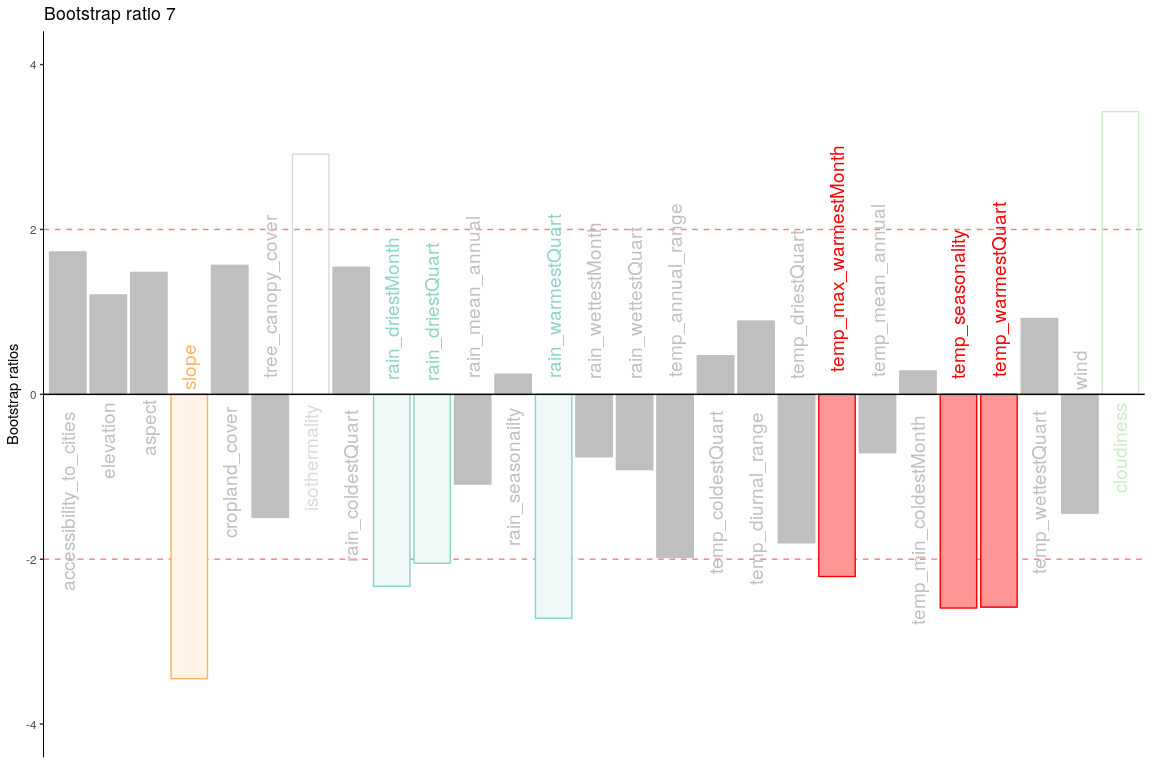 Bootstrap ratio 7
Bootstrap ratios
4
2
0
-2
-4
accessibility_to_cities
elevation
aspect
slope
cropland_cover
tree_canopy_cover
isothermality
rain_coldestQuart
rain_driestMonth
rain_driestQuart
rain_mean_annual
rain_seasonailty
rain_warmestQuart
rain_wettestMonth
rain_wettestQuart
temp_annual_range
temp_coldestQuart
temp_diurnal_range
temp_driestQuart
temp_max_warmestMonth
temp_mean_annual
temp_min_coldestMonth
temp_seasonality
temp_warmestQuart
temp_wettestQuart
wind
cloudiness